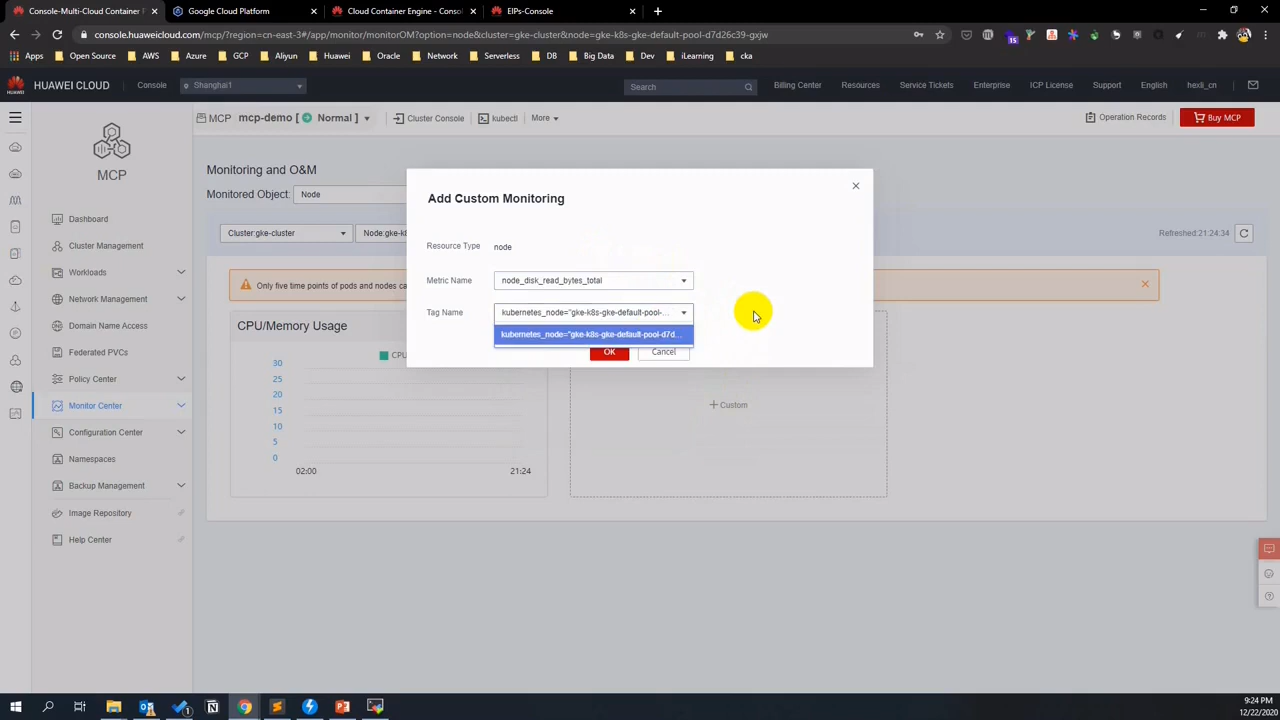 Console-Multi-Cloud Container
Google Cloud Platform
Cloud Container Engine - Conso
EIPs-Console
console.huaweicloud.com/mcp/?region=cn-east-3#/app/monitor/monitorOM?option=node&cluster=gke-cluster&node=gke-k8s-gke-default-pool-d7d26c39-gxjw
15
Apps
Open Source
AWS
Azure
GCP
Aliyun
Huawei
Oracle
Network
Serverless
DB
Big Data
Dev
iLearning
cka
HUAWEI CLOUD
Console
Shanghai1
Search
Billing Center
Resources
Service Tickets
Enterprise
ICP License
Support
English
hexli_cn
MCP
mcp-demo [ Normal ]
Cluster Console
kubectl
More
Operation Records
Buy MCP
MCP
Dashboard
Cluster Management
Workloads
Network Management
Domain Name Access
Federated PVCs
Policy Center
Monitor Center
Configuration Center
Namespaces
Backup Management
Image Repository
Help Center
Monitoring and O&M
Monitored Object:
Node
Cluster:gke-cluster
Node:gke-k8
Refreshed:21:24:34
Only five time points of pods and nodes ca
CPU/Memory Usage
CPU
30
25
20
15
10
5
0
02:00
21:24
Custom
Add Custom Monitoring
Resource Type
node
Metric Name
node_disk_read_bytes_total
Tag Name
kubernetes_node="gke-k8s-gke-default-pool-...
kubernetes_node="gke-k8s-gke-default-pool-d7d...
OK
Cancel
9:24 PM
12/22/2020